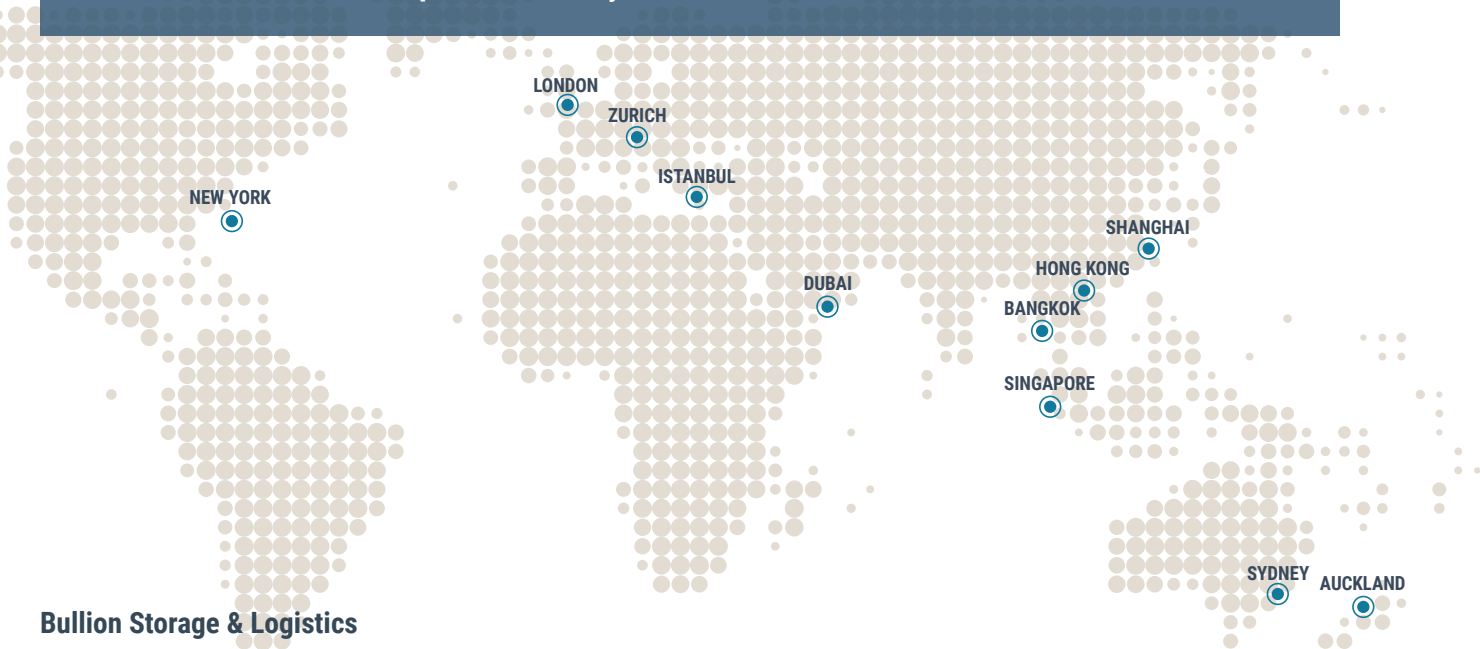 LONDON
ZURICH
ISTANBUL
NEW YORK
SHANGHAI
HONG KONG
DUBAI
BANGKOK
SINGAPORE
SYDNEY
AUCKLAND
Bullion Storage & Logistics